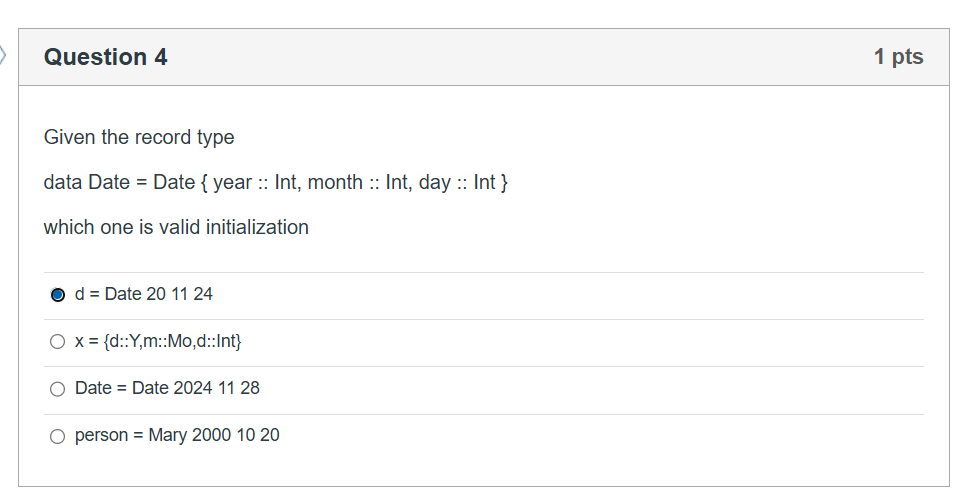 Question 4
1 pts
Given the record type
data Date = Date { year :: Int, month :: Int, day :: Int }
which one is valid initialization
d = Date 20 11 24
x = {d::Y,m::Mo,d::Int}
Date = Date 2024 11 28
person = Mary 2000 10 20